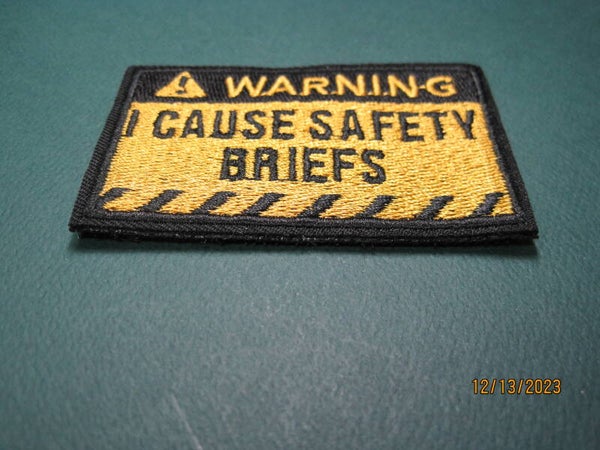 WARNING
I CAUSE SAFETY
BRIEFS
12/13/2023